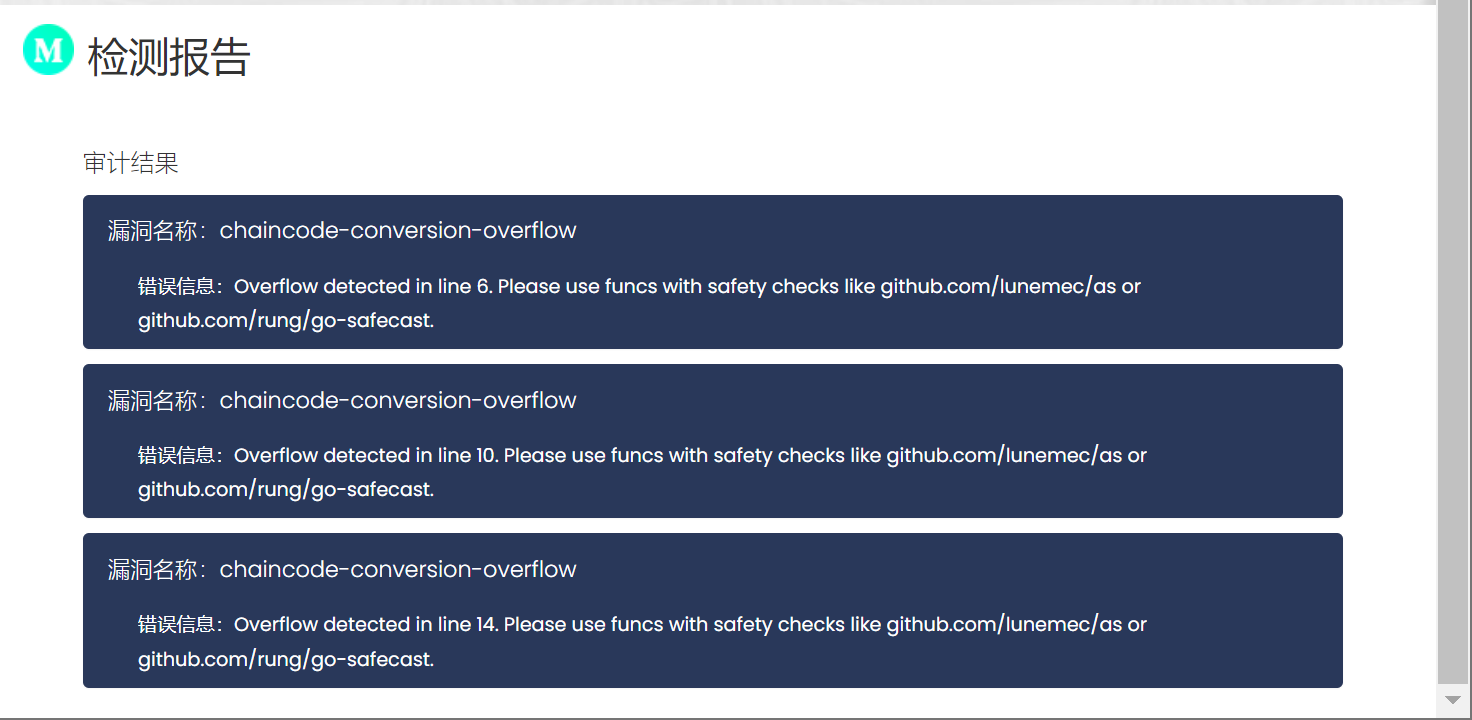 M 检测报告
审计结果
漏洞名称：chaincode-conversion-overflow
错误信息：Overflow detected in line 6. Please use funcs with safety checks like github.com/lunemec/as or
github.com/rung/go-safecast.
漏洞名称：chaincode-conversion-overflow
错误信息：Overflow detected in line 10. Please use funcs with safety checks like github.com/lunemec/as or
github.com/rung/go-safecast.
漏洞名称：chaincode-conversion-overflow
错误信息：Overflow detected in line 14. Please use funcs with safety checks like github.com/lunemec/as or
github.com/rung/go-safecast.